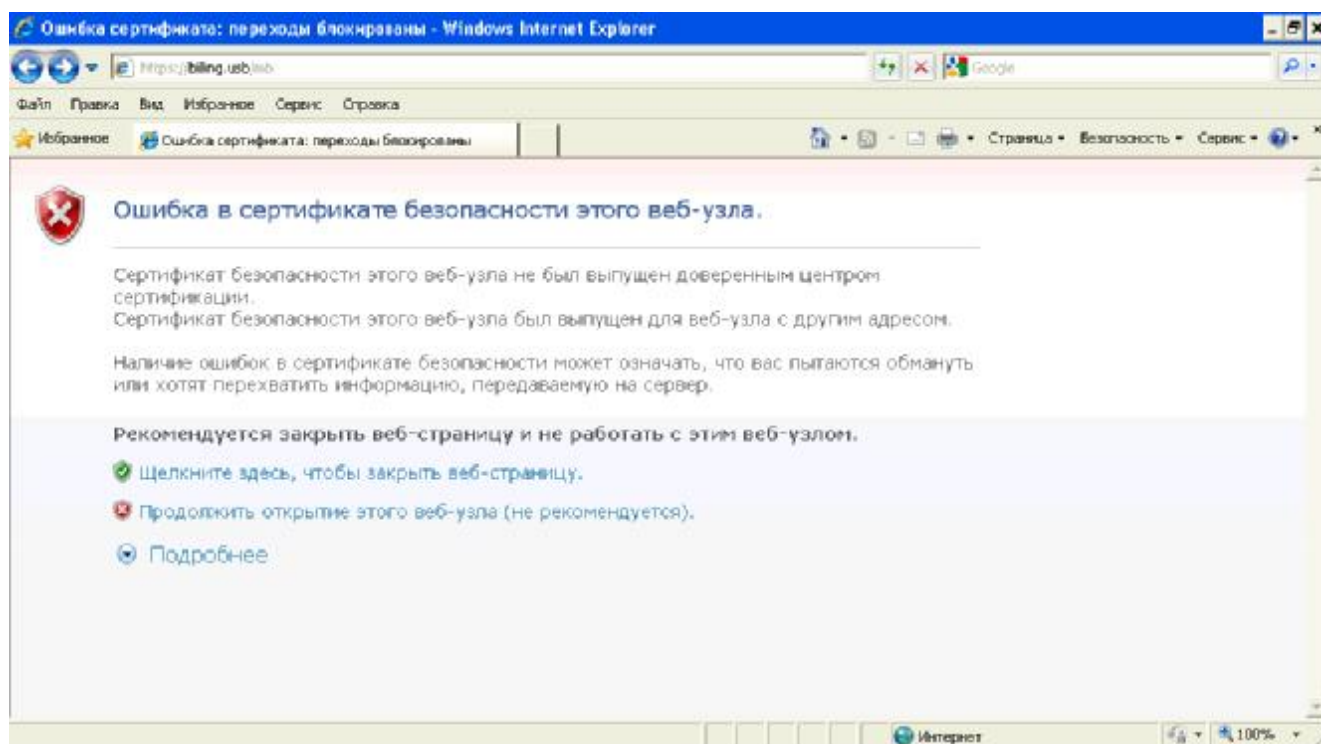 Ошибка сертификата: переходы блокированы - Windows Internet Explorer
https://biling.usb/
Google
Файл Правка Вид Избранное Сервис Справка
Избранное Ошибка сертификата: переходы блокированы Страница Безопасность Сервис
Ошибка в сертификате безопасности этого веб-узла.
Сертификат безопасности этого веб-узла не был выпущен доверенным центром
сертификации.
Сертификат безопасности этого веб-узла был выпущен для веб-узла с другим адресом.
Наличие ошибок в сертификате безопасности может означать, что вас пытаются обмануть
или хотят перехватить информацию, передаваемую на сервер.
Рекомендуется закрыть веб-страницу и не работать с этим веб-узлом.
Щелкните здесь, чтобы закрыть веб-страницу.
Продолжить открытие этого веб-узла (не рекомендуется).
Подробнее
Интернет 100%